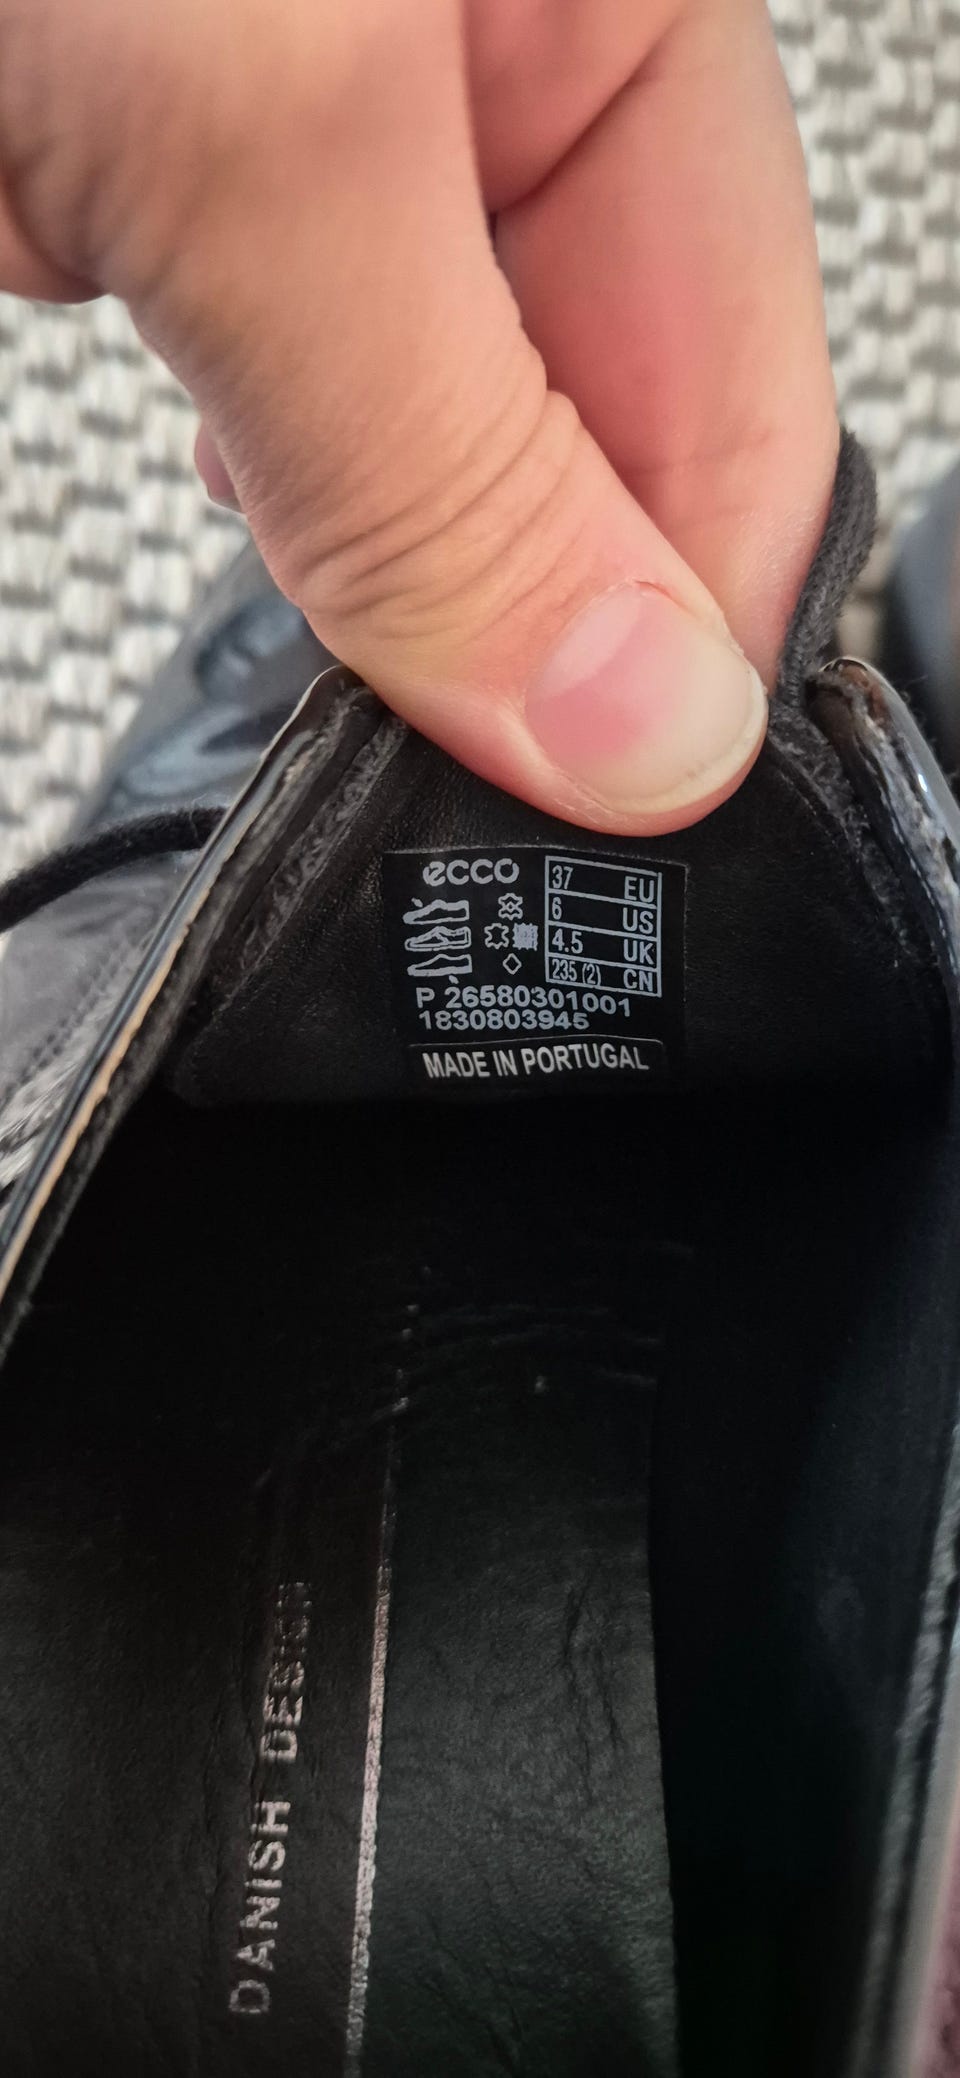 ecco
37 EU
6 US
4.5 UK
235 (2) CN
P 26580301001
1830803945
MADE IN PORTUGAL
DANISH DESIGN